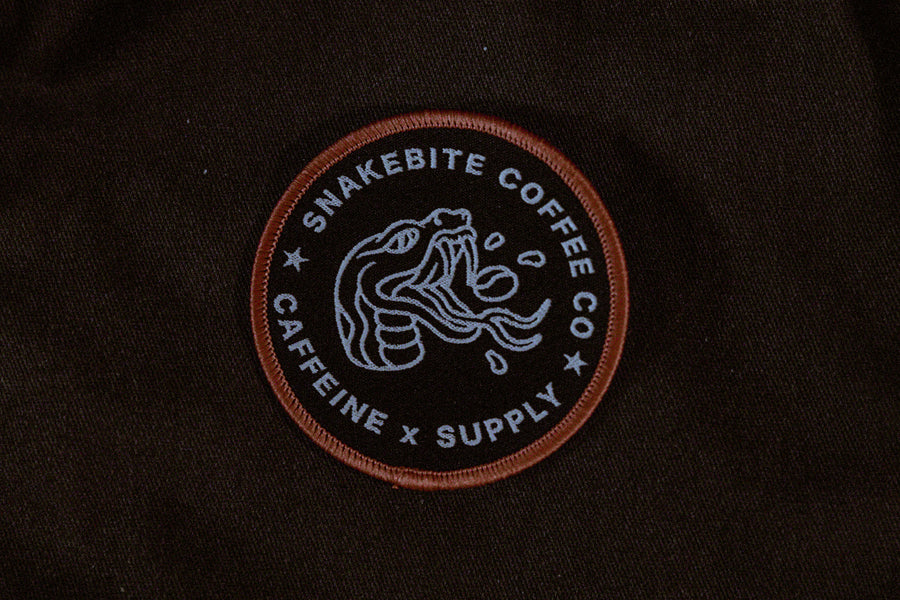 SNAKEBITE COFFEE CO
CAFFEINE x SUPPLY